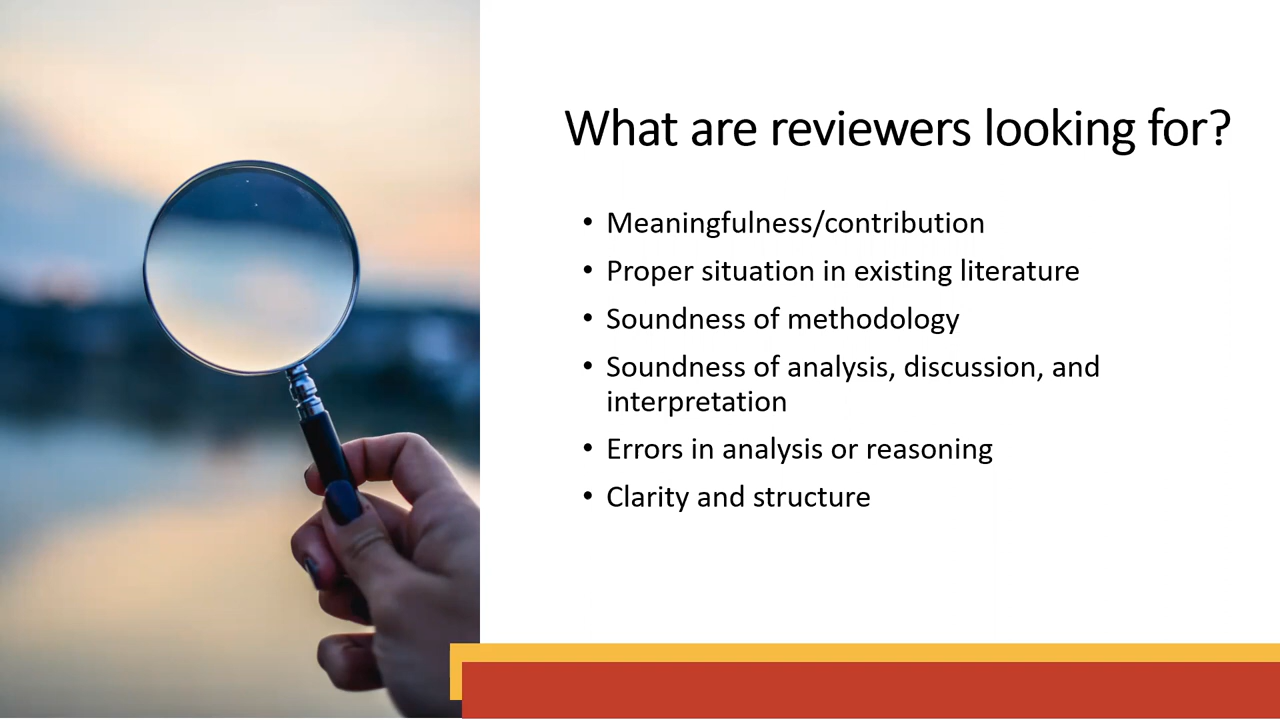 What are reviewers looking for?
• Meaningfulness/contribution
• Proper situation in existing literature
• Soundness of methodology
• Soundness of analysis, discussion, and
interpretation
• Errors in analysis or reasoning
• Clarity and structure